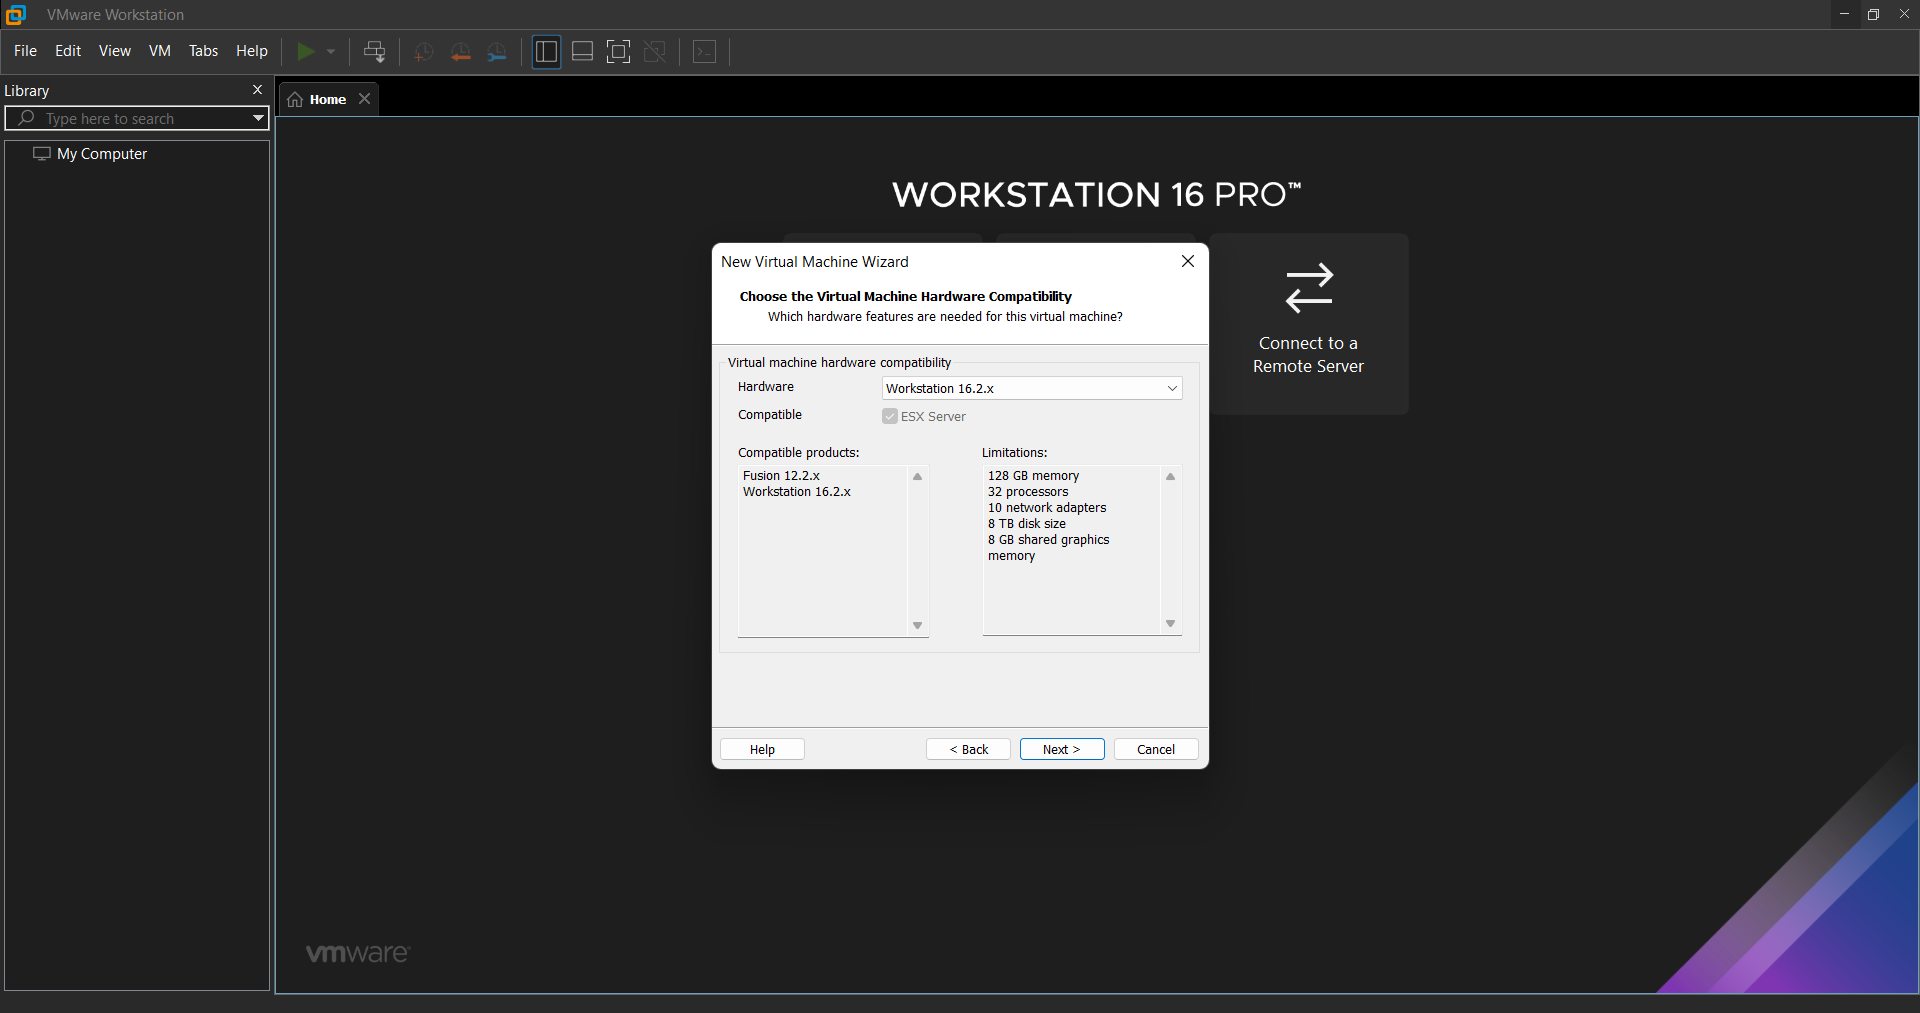 VMware Workstation
File Edit View VM Tabs Help
Library
Type here to search
My Computer
Home
WORKSTATION 16 PRO™
Connect to a
Remote Server
New Virtual Machine Wizard
Choose the Virtual Machine Hardware Compatibility
Which hardware features are needed for this virtual machine?
Virtual machine hardware compatibility
Hardware
Workstation 16.2.x
Compatible
ESX Server
Compatible products:
Fusion 12.2.x
Workstation 16.2.x
Limitations:
128 GB memory
32 processors
10 network adapters
8 TB disk size
8 GB shared graphics
memory
Help
< Back
Next >
Cancel
vmware